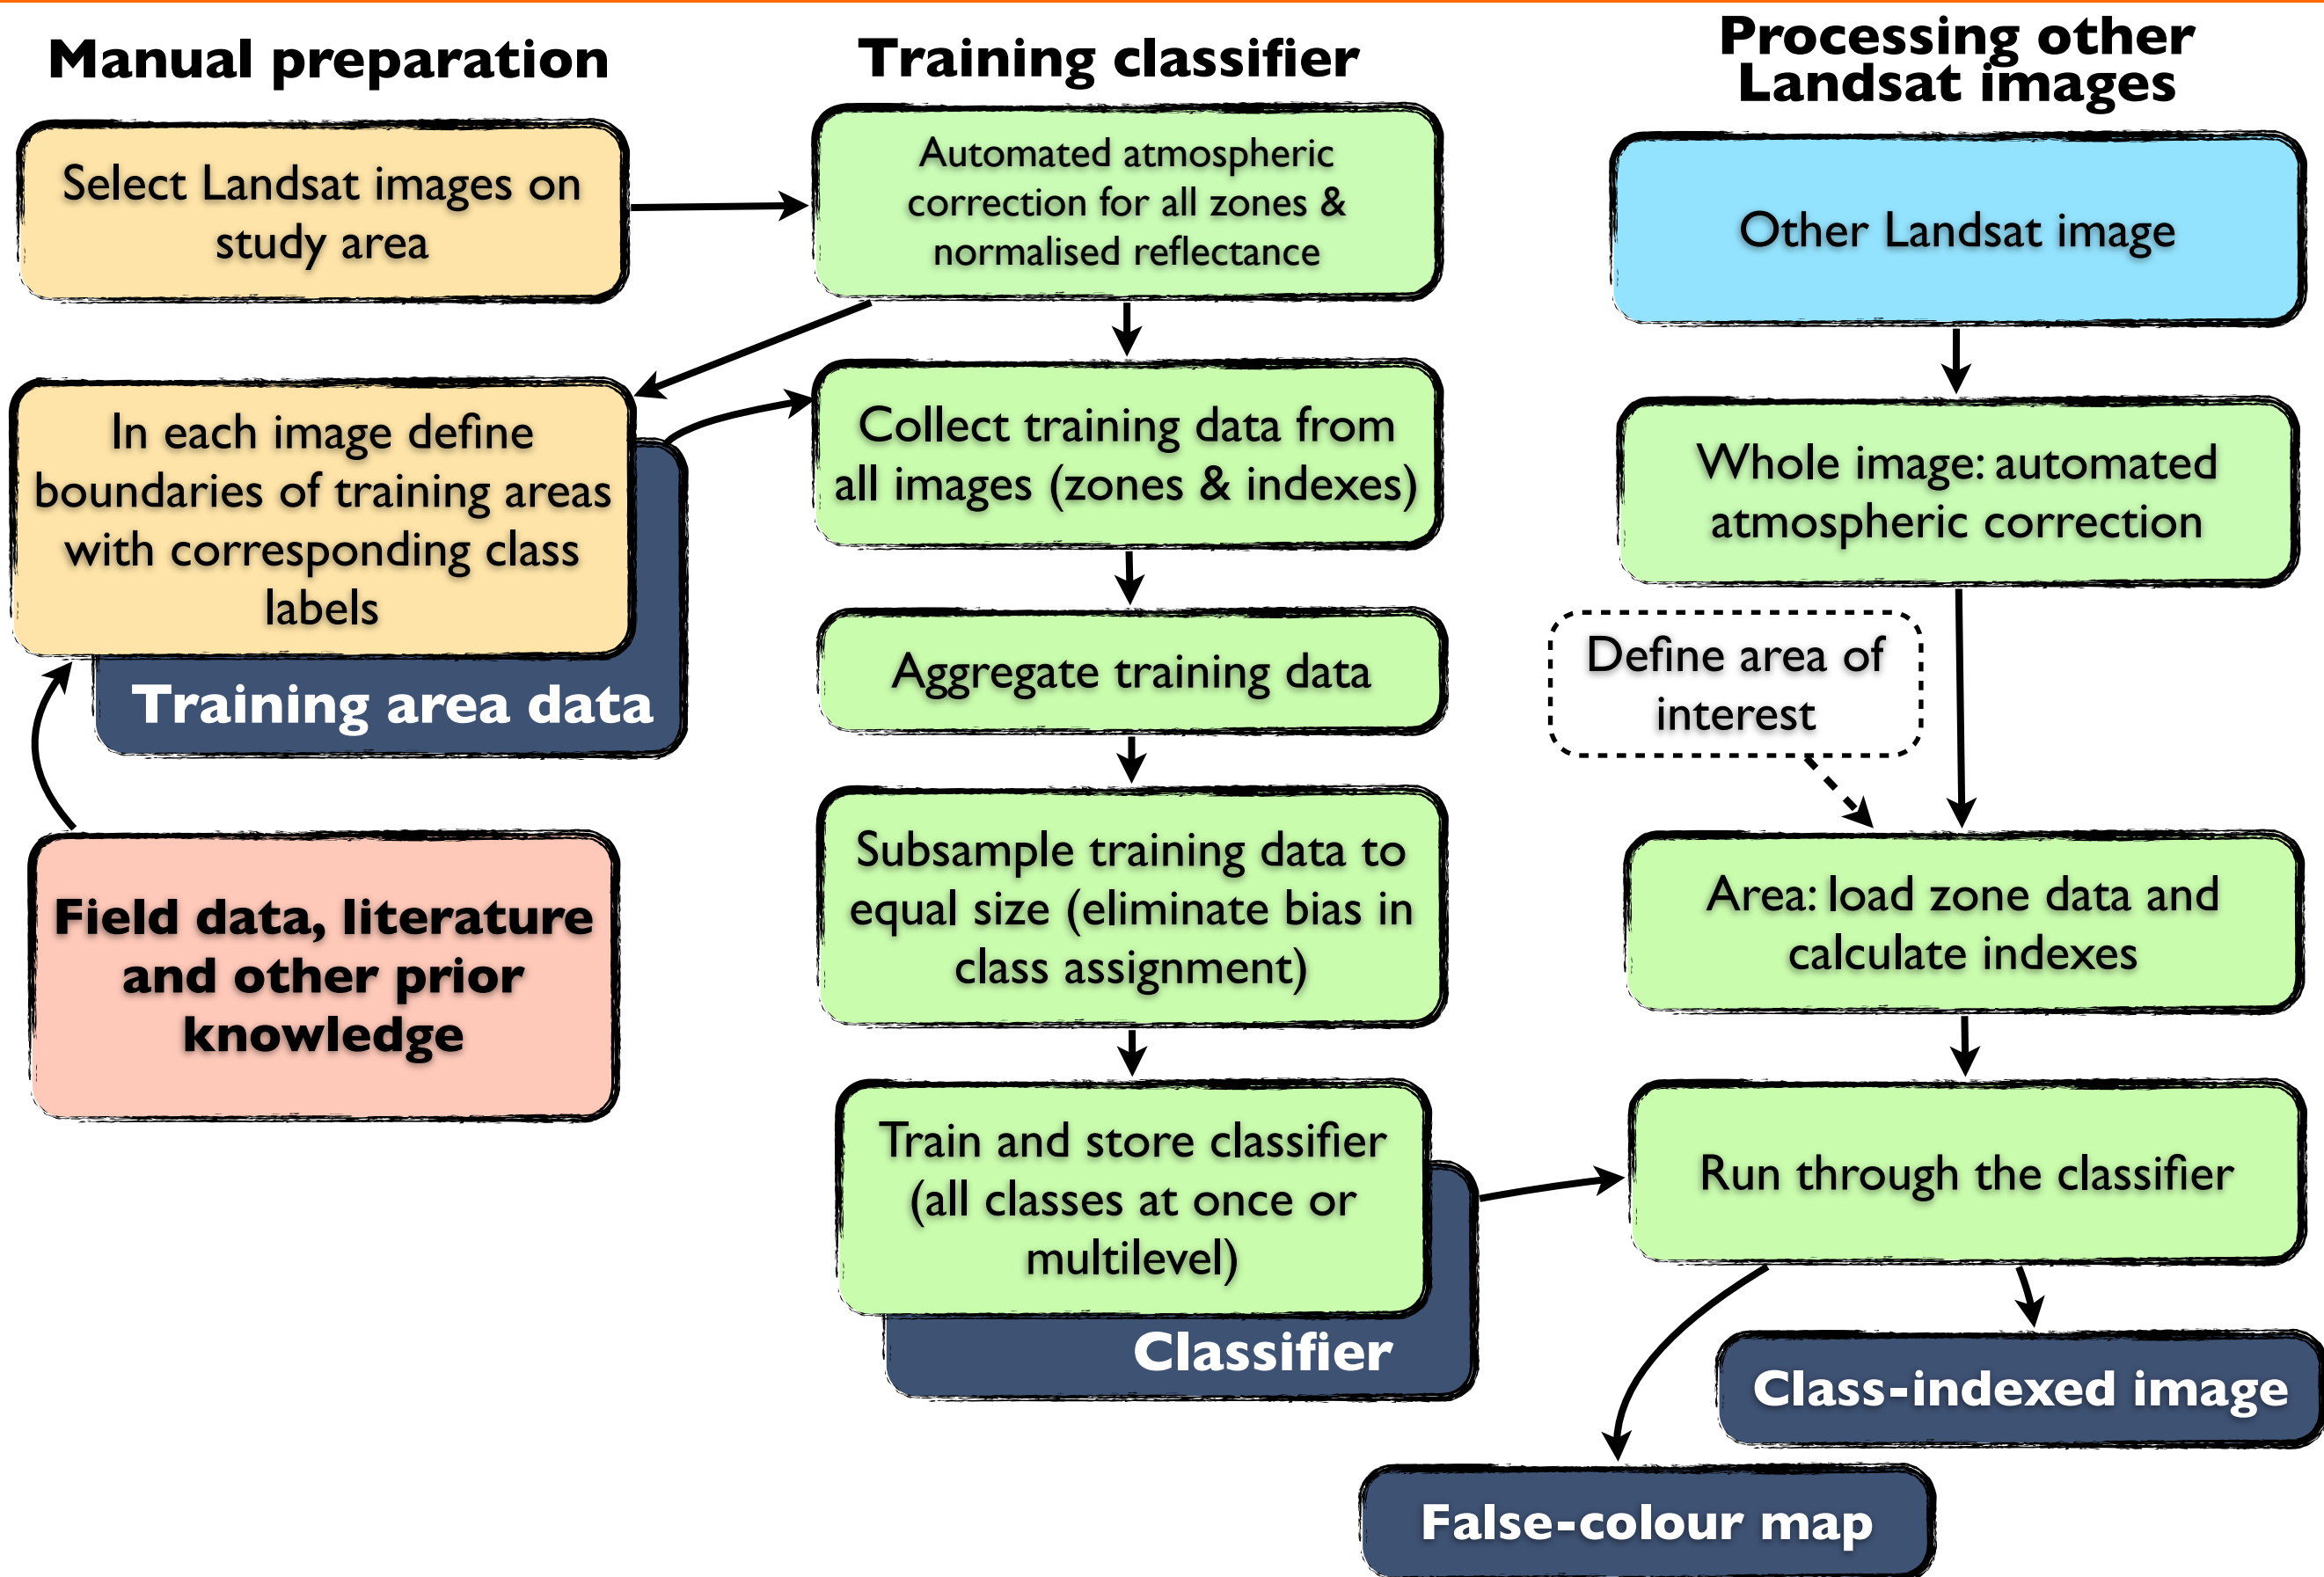 Manual preparation
Select Landsat images on
study area
In each image define
boundaries of training areas
with corresponding class
labels
Training area data
Field data, literature
and other prior
knowledge
Training classifier
Automated atmospheric
correction for all zones &
normalised reflectance
Collect training data from
all images (zones & indexes)
Aggregate training data
Subsample training data to
equal size (eliminate bias in
class assignment)
Train and store classifier
(all classes at once or
multilevel)
Classifier
Processing other
Landsat images
Other Landsat image
Whole image: automated
atmospheric correction
Define area of
interest
Area: load zone data and
calculate indexes
Run through the classifier
Class-indexed image
False-colour map